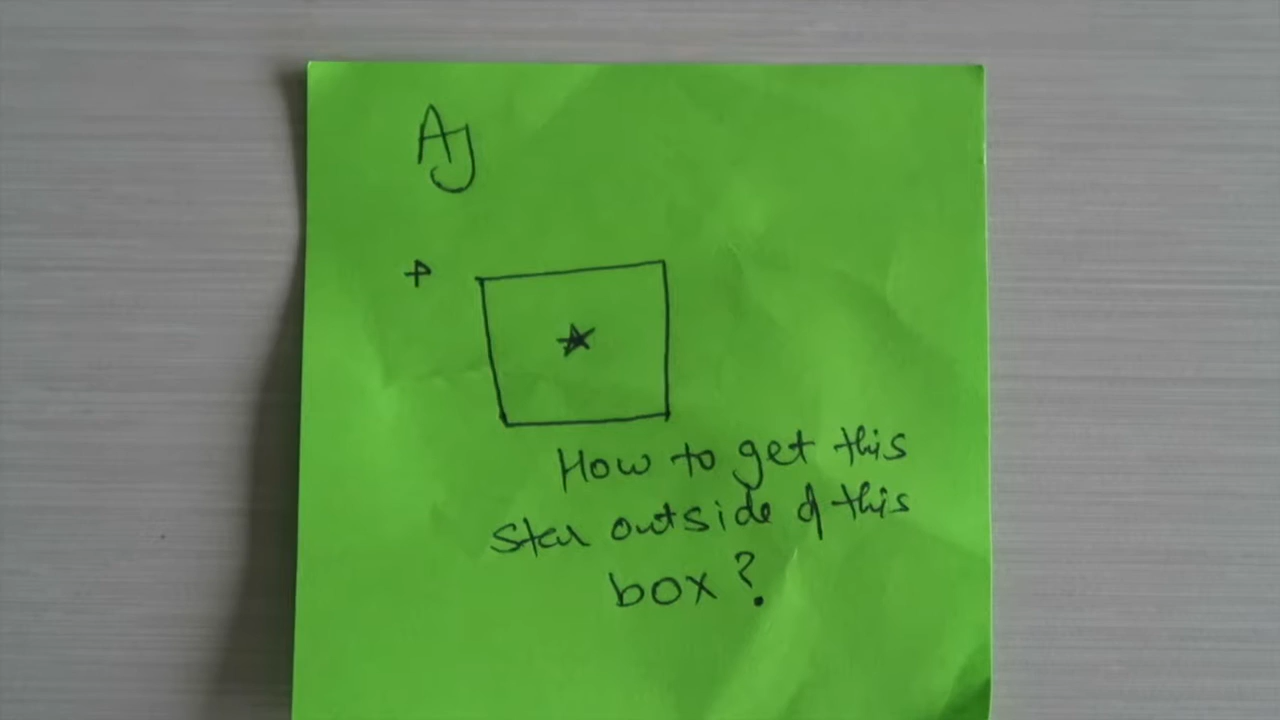 AJ
How to get this
star outside of this
box?